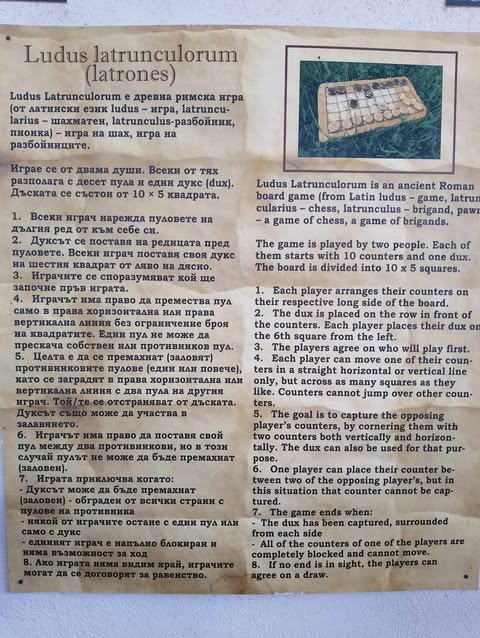 Ludus latrunculorum
(latrones)
Ludus Latrunculorum е древна римска игра
(от латински език ludus – игра, latruncu-
larius – шахматен, latrunculus-разбойник,
пионка) – игра на шах, игра на
разбойниците.
Играе се от двама души. Всеки от тях
разполага с десет пула и един дукс (dux).
Дъската се състои от 10 × 5 квадрата.
1. Всеки играч нарежда пуловете на
дългия ред от към себе си.
2. Дуксът се поставя на редицата пред
пуловете. Всеки играч поставя своя дукс
на шестия квадрат от ляво на дясно.
3. Играчите се споразумяват кой ще
започне пръв играта.
4. Играчът има право да премества пул
само в права хоризонтална или права
вертикална линия без ограничение броя
на квадратите. Един пул не може да
прескача собствен или противников пул.
5. Целта е да се премахнат (заловят)
противниковите пулове (един или повече),
като се заградят в права хоризонтална или
вертикална линия с два пула на другия
играч. Той/те се отстраняват от дъската.
Дуксът също може да участва в
залавянето.
6. Играчът има право да поставя свой
пул между два противникови, но в този
случай пулът не може да бъде премахнат
(заловен).
7. Играта приключва когато:
- Дуксът може да бъде премахнат
(заловен) - обграден от всички страни с
пулове на противника
- някой от играчите остане с един пул или
само с дукс
- единият играч е напълно блокиран и
няма възможност за ход
8. Ако играта няма видим край, играчите
могат да се договорят за равенство.
Ludus Latrunculorum is an ancient Roman
board game (from Latin ludus – game, latrun-
cularius – chess, latrunculus – brigand, pawn
– a game of chess, a game of brigands.
The game is played by two people. Each of
them starts with 10 counters and one dux.
The board is divided into 10 x 5 squares.
1. Each player arranges their counters on
their respective long side of the board.
2. The dux is placed on the row in front of
the counters. Each player places their dux on
the 6th square from the left.
3. The players agree on who will play first.
4. Each player can move one of their coun-
ters in a straight horizontal or vertical line
only, but across as many squares as they
like. Counters cannot jump over other coun-
ters.
5. The goal is to capture the opposing
player's counters, by cornering them with
two counters both vertically and horizon-
tally. The dux can also be used for that pur-
pose.
6. One player can place their counter be-
tween two of the opposing player's, but in
this situation that counter cannot be cap-
tured.
7. The game ends when:
- The dux has been captured, surrounded
from each side
- All of the counters of one of the players are
completely blocked and cannot move.
8. If no end is in sight, the players can
agree on a draw.